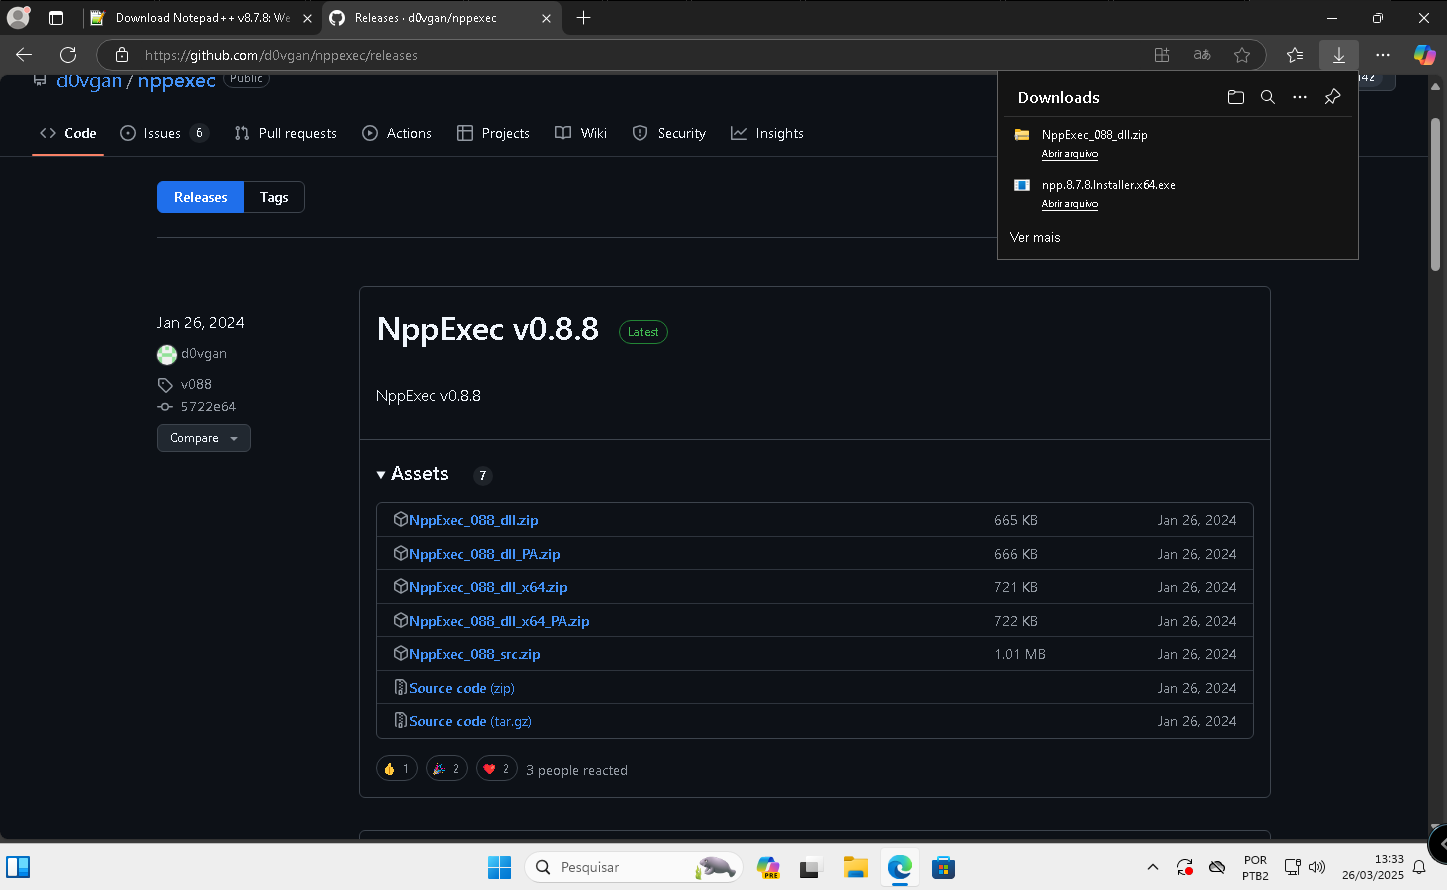 Download Notepad++ v8.7.8: We
Releases · d0vgan/nppexec
https://github.com/d0vgan/nppexec/releases
d0vgan / nppexec Public
Code
Issues 6
Pull requests
Actions
Projects
Wiki
Security
Insights
Downloads
NppExec_088_dll.zip
Abrir arquivo
npp.8.7.8.Installer.x64.exe
Abrir arquivo
Ver mais
Releases
Tags
Jan 26, 2024
d0vgan
v088
5722e64
Compare
NppExec v0.8.8 Latest
NppExec v0.8.8
Assets 7
NppExec_088_dll.zip 665 KB Jan 26, 2024
NppExec_088_dll_PA.zip 666 KB Jan 26, 2024
NppExec_088_dll_x64.zip 721 KB Jan 26, 2024
NppExec_088_dll_x64_PA.zip 722 KB Jan 26, 2024
NppExec_088_src.zip 1.01 MB Jan 26, 2024
Source code (zip) Jan 26, 2024
Source code (tar.gz) Jan 26, 2024
👍 1 🎉 2 ❤️ 2 3 people reacted
Pesquisar
PRE
POR
PTB2
13:33
26/03/2025